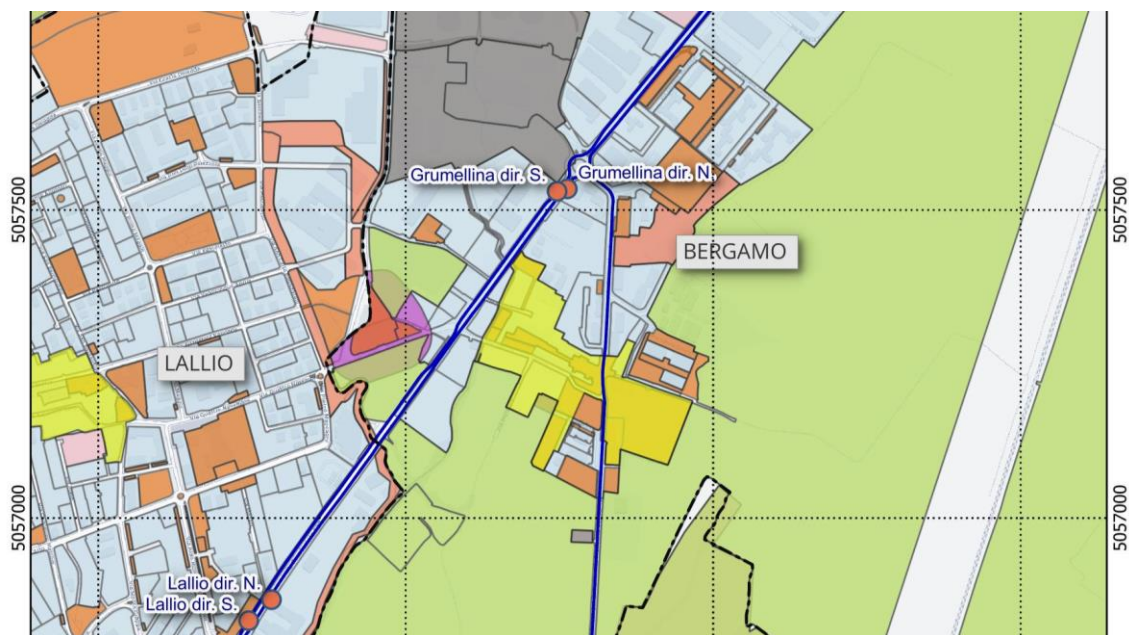 Grumellina dir. S.
Grumellina dir. N.
5057500
5057500
BERGAMO
LALLIO
5057000
5057000
Lallio dir. N.
Lallio dir. S.